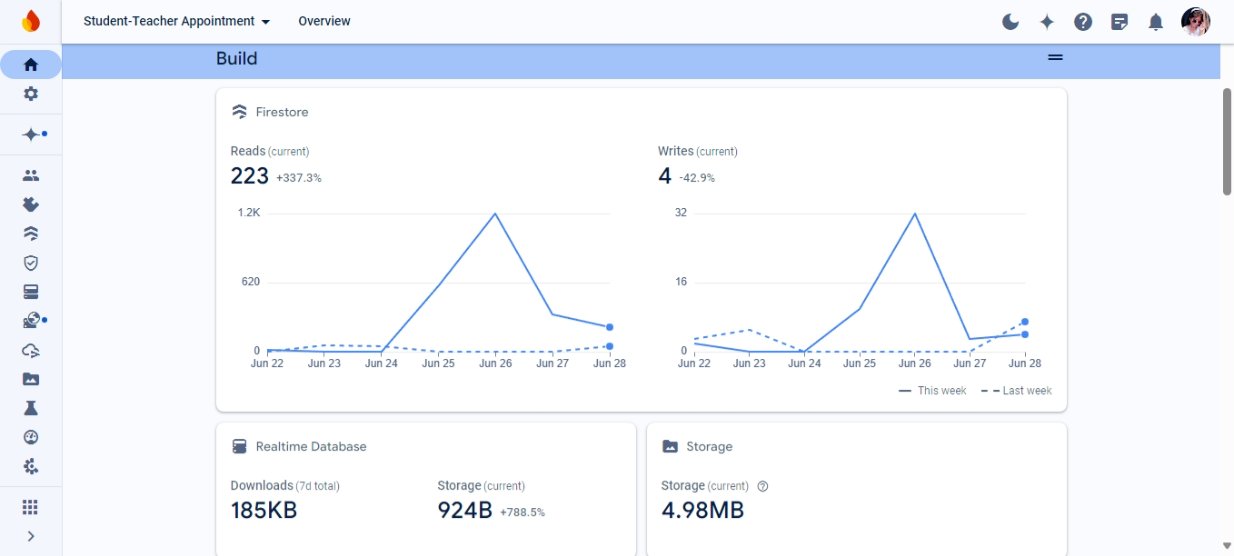 Student-Teacher Appointment Overview
Build
Firestore
Reads (current)
223 +337.3%
1.2K
620
0
Jun 22 Jun 23 Jun 24 Jun 25 Jun 26 Jun 27 Jun 28
Writes (current)
4 -42.9%
32
16
0
Jun 22 Jun 23 Jun 24 Jun 25 Jun 26 Jun 27 Jun 28
This week Last week
Realtime Database
Downloads (7d total)
185KB
Storage (current)
924B +788.5%
Storage
Storage (current)
4.98MB